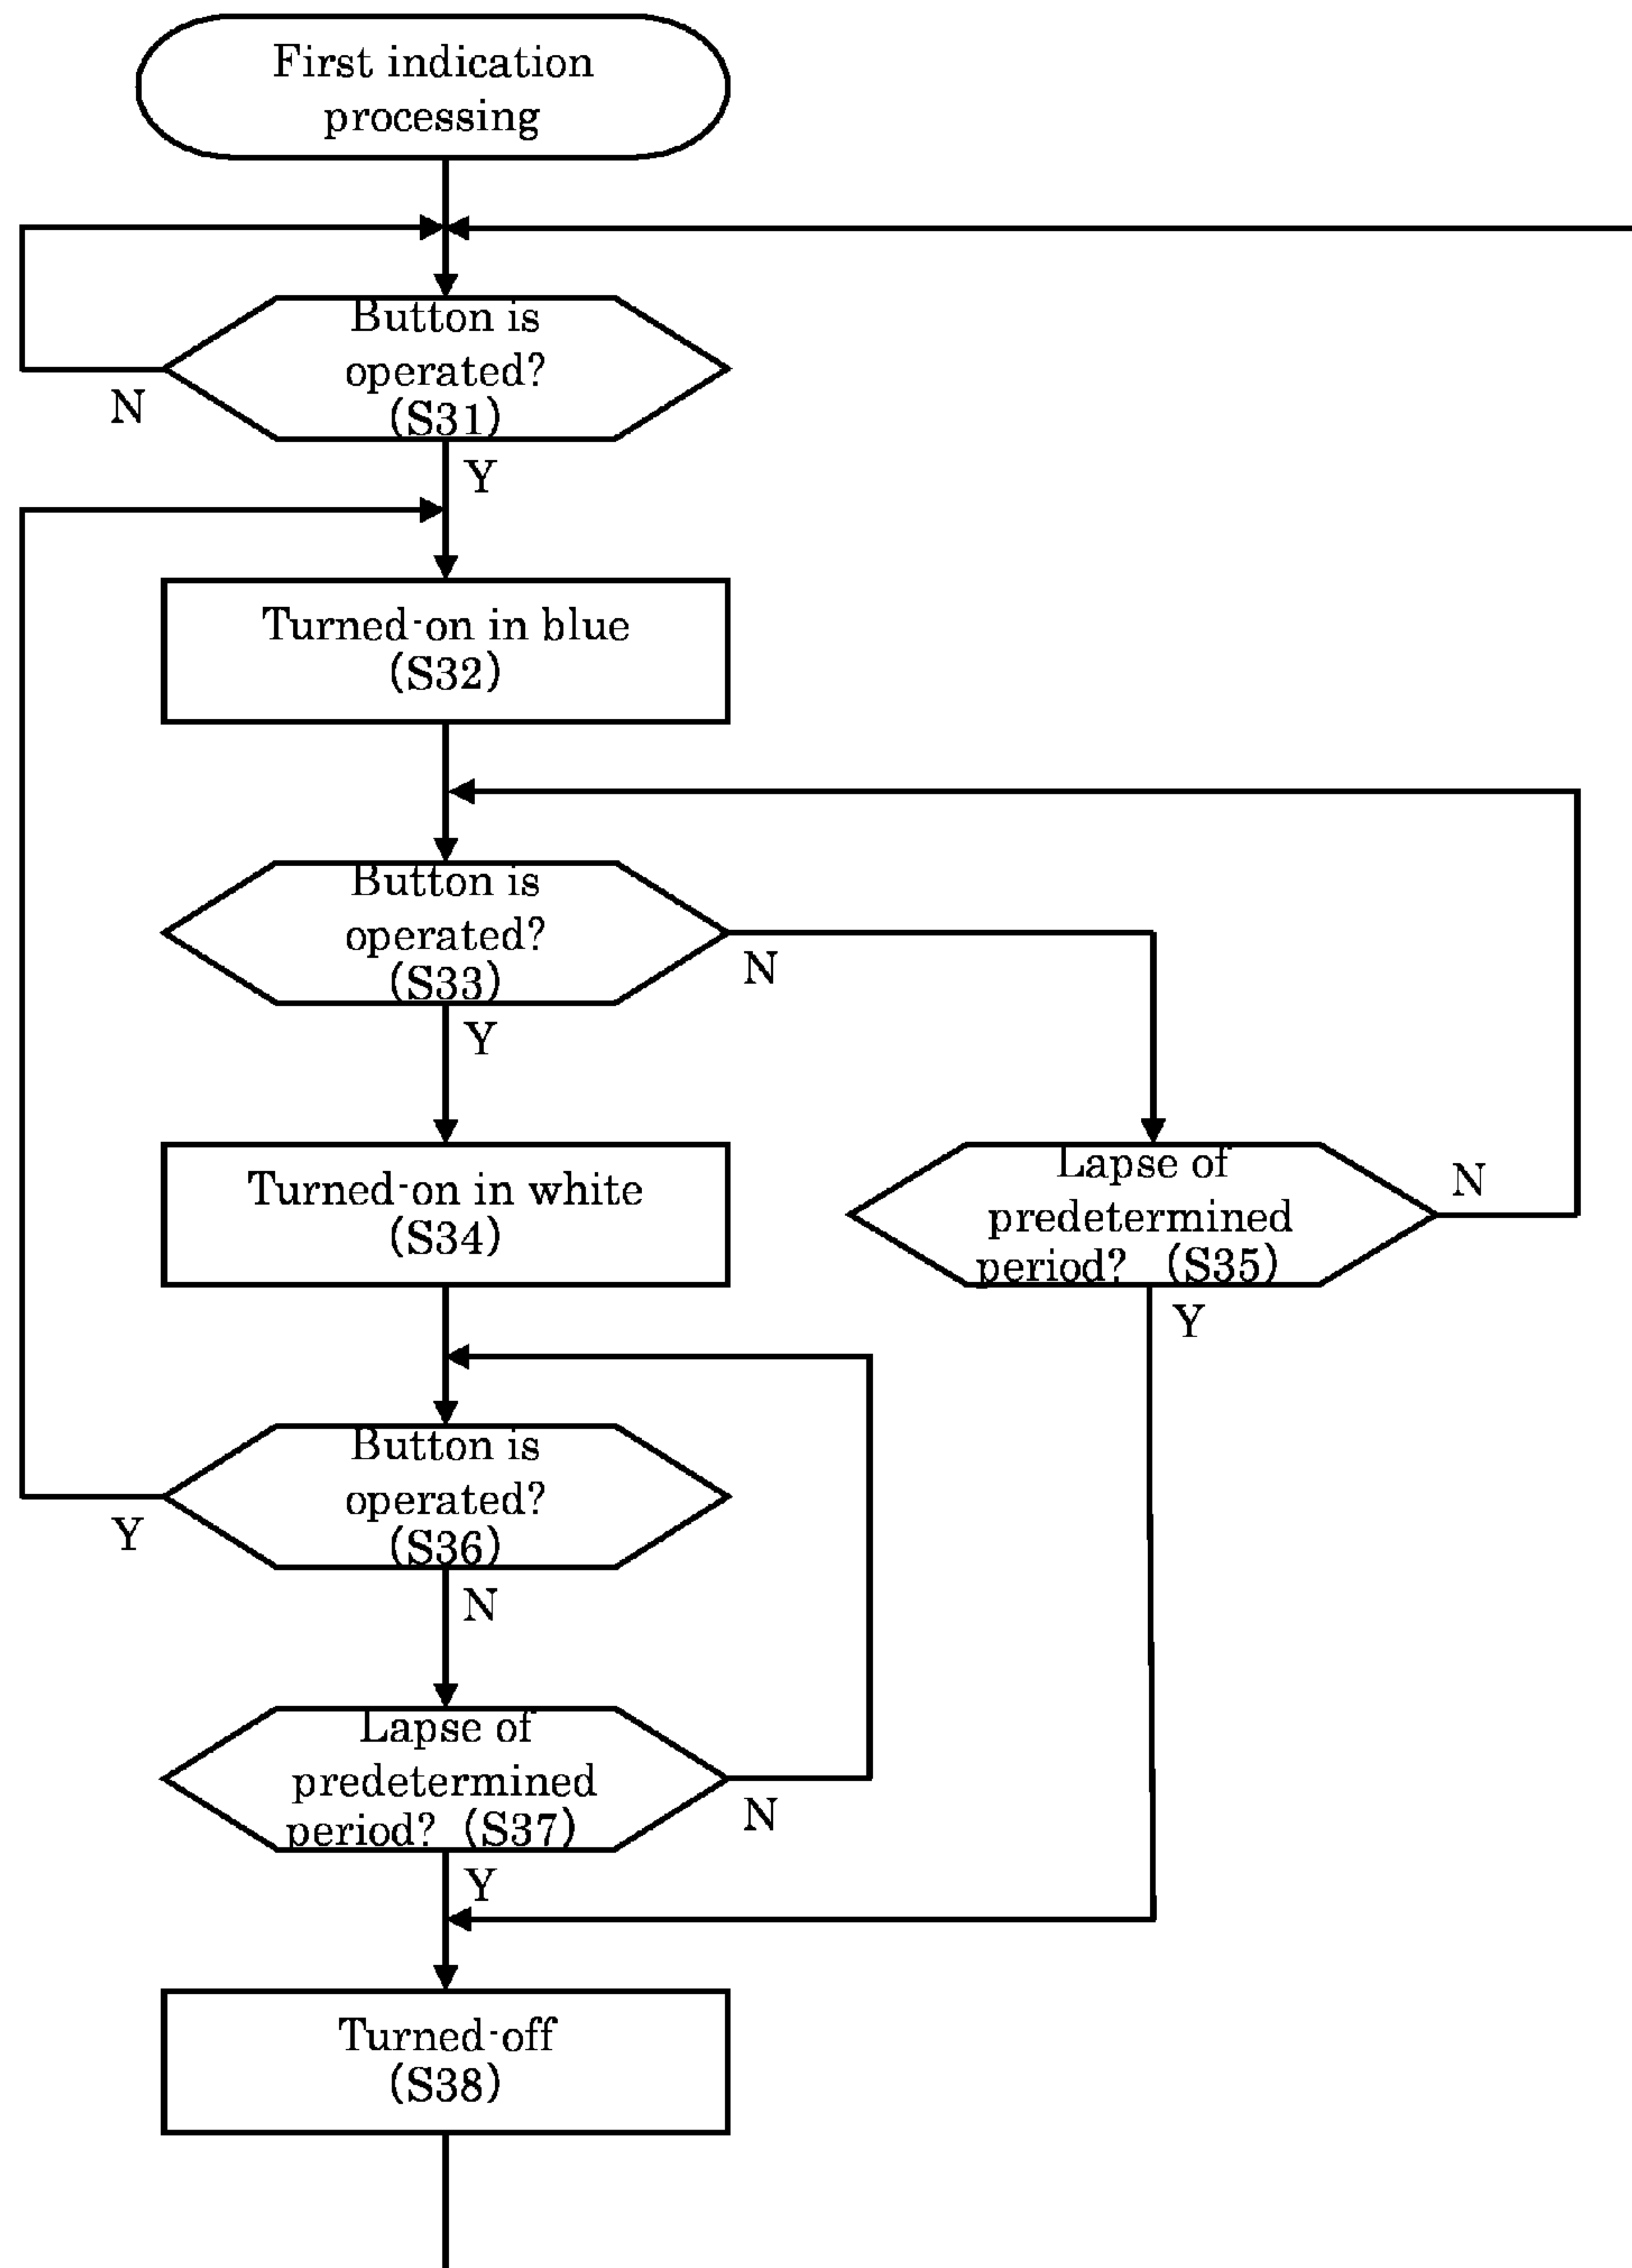 First indication
processing
Button is
operated?
(S31)
N
Y
Turned-on in blue
(S32)
Button is
operated?
(S33)
N
Y
Turned-on in white
(S34)
Lapse of
predetermined
period? (S35)
N
Y
Button is
operated?
(S36)
Y
N
Lapse of
predetermined
period? (S37)
N
Y
Turned-off
(S38)